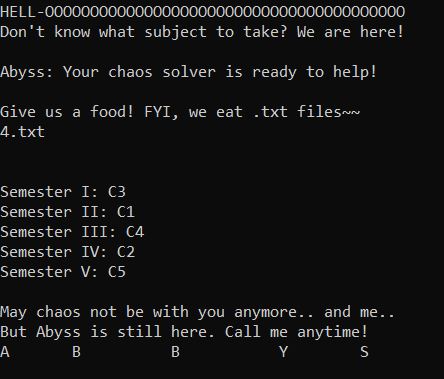 HELL-OOOOOOOOOOOOOOOOOOOOOOOOOOOOOOOOOOOOOOOO
Don't know what subject to take? We are here!
Abyss: Your chaos solver is ready to help!
Give us a food! FYI, we eat .txt files~~
4.txt
Semester I: C3
Semester II: C1
Semester III: C4
Semester IV: C2
Semester V: C5
May chaos not be with you anymore.. and me..
But Abyss is still here. Call me anytime!
A B B Y S